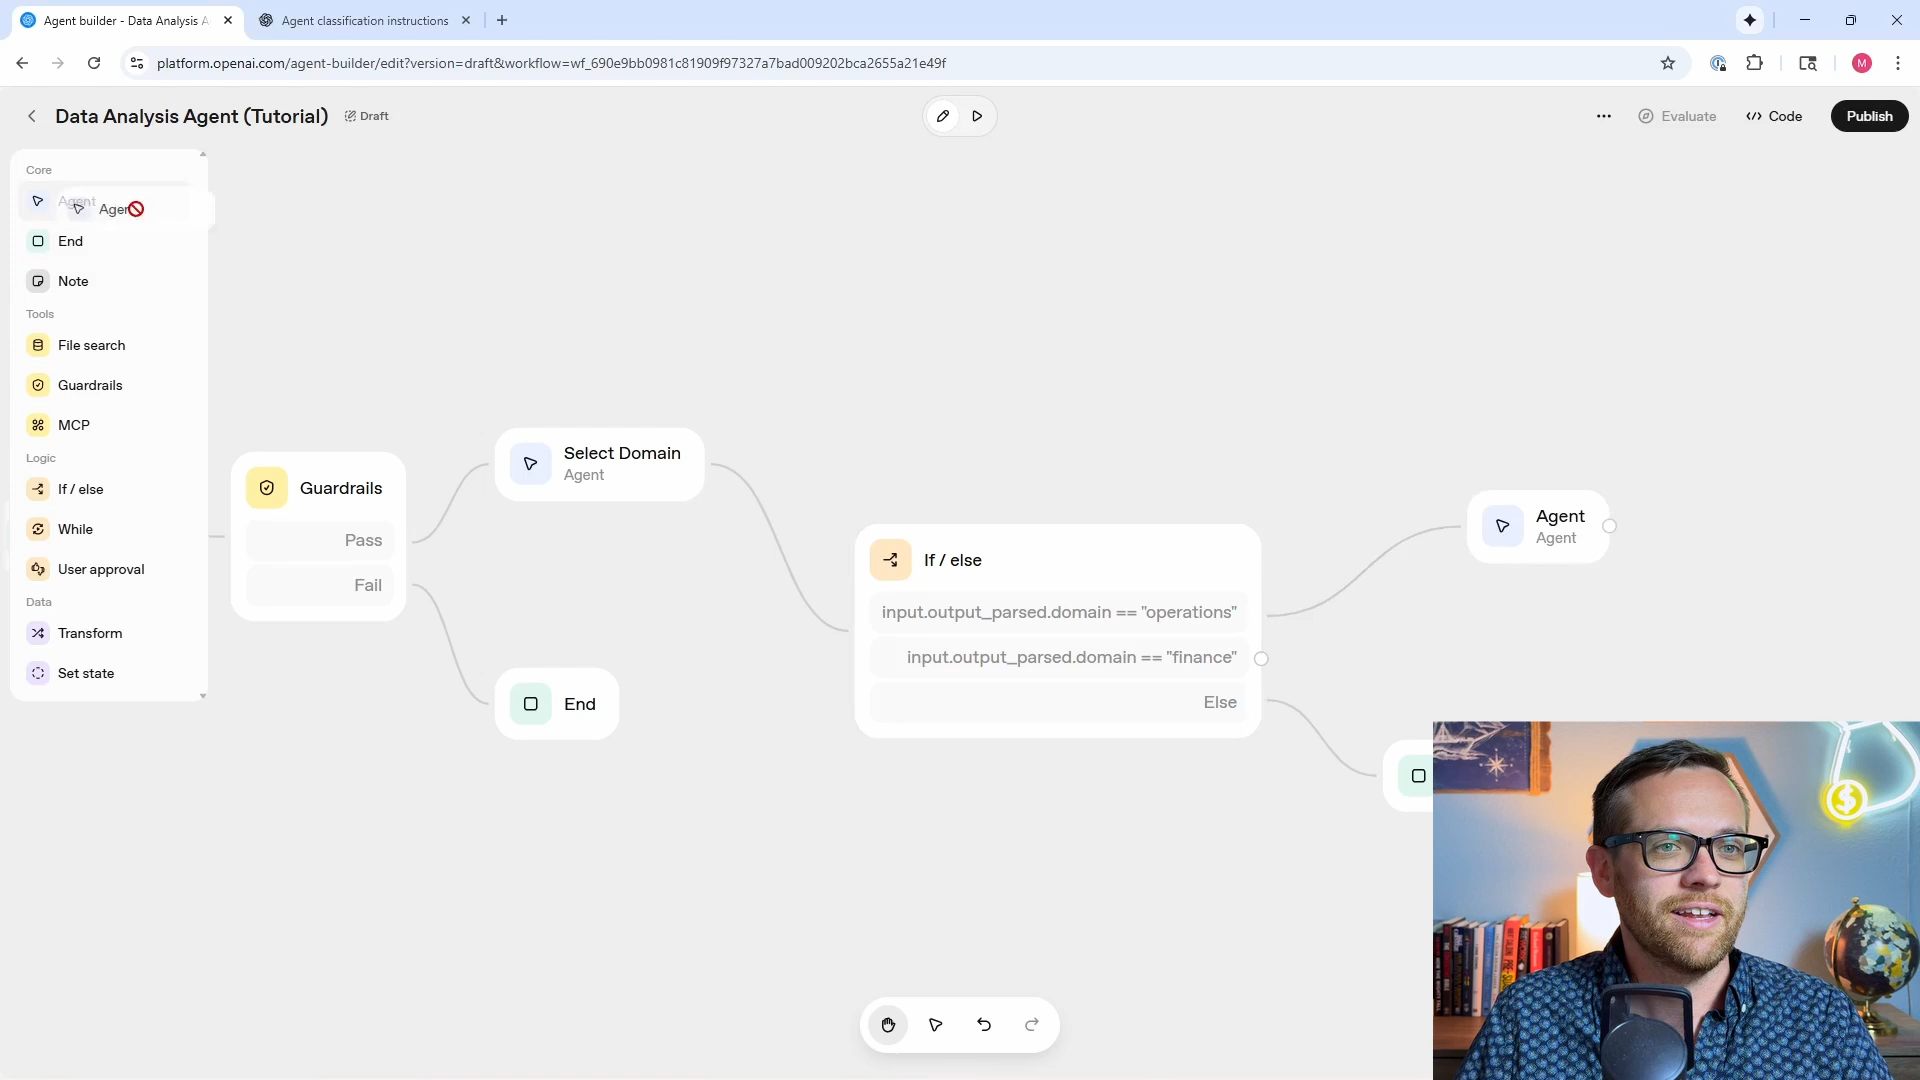 Agent builder - Data Analysis A
Agent classification instructions
platform.openai.com/agent-builder/edit?version=draft&workflow=wf_690e9bb0981c81909f97327a7bad009202bca2655a21e49f
M
Data Analysis Agent (Tutorial)
Draft
Evaluate
Code
Publish
Core
Agent
Agen
End
Note
Tools
File search
Guardrails
MCP
Logic
If / else
While
User approval
Data
Transform
Set state
Guardrails
Pass
Fail
Select Domain
Agent
End
If / else
input.output_parsed.domain == "operations"
input.output_parsed.domain == "finance"
Else
Agent
Agent
$